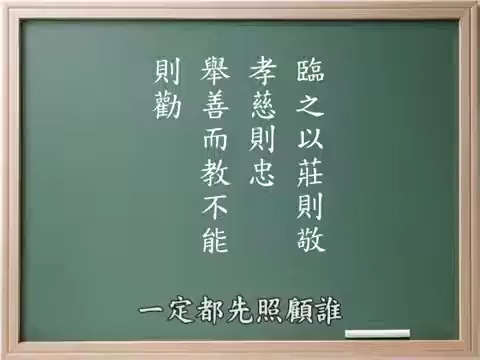 臨之以莊則敬
孝慈則忠
舉善而教不能
則勸
一定都先照顧誰